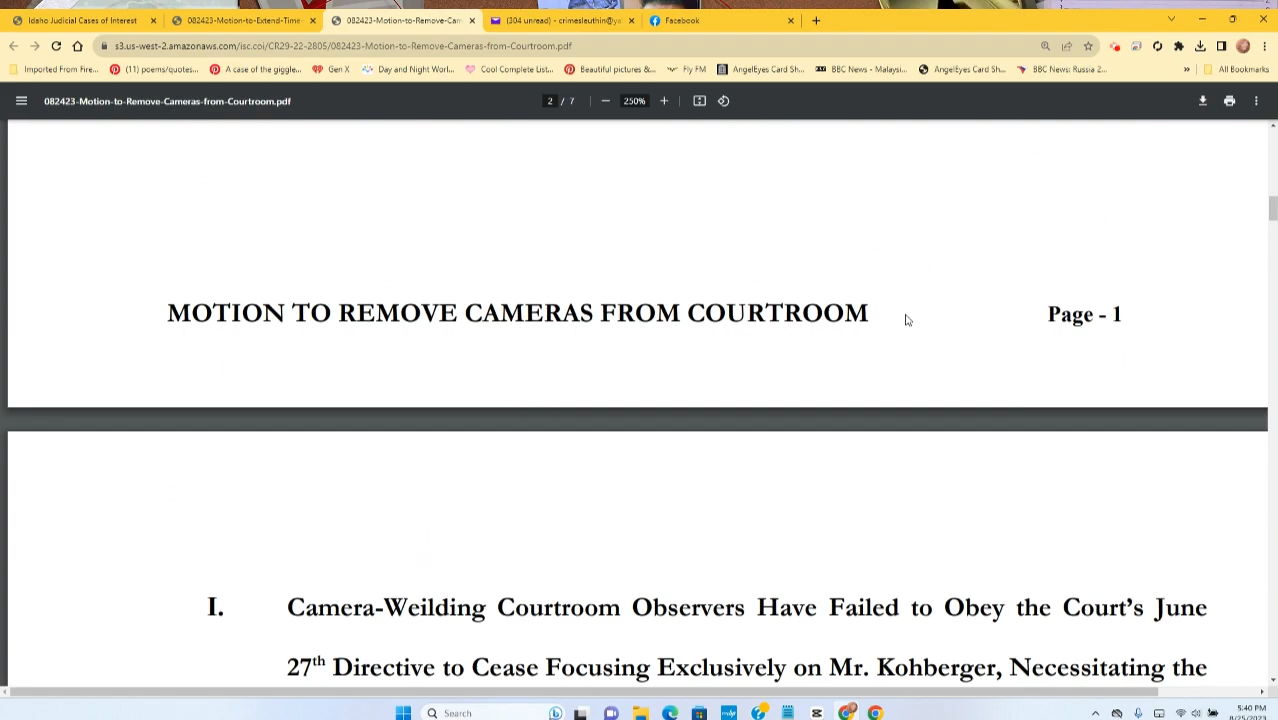 Idaho Judicial Cases of Interest
082423-Motion-to-Extend-Time-
082423-Motion-to-Remove-Cam
(304 unread) - crimesleuthin@ya
Facebook
s3.us-west-2.amazonaws.com/isc.coi/CR29-22-2805/082423-Motion-to-Remove-Cameras-from-Courtroom.pdf
Imported From Fire...
(11) poems/quotes...
A case of the giggle...
Gen X
Day and Night Worl...
Cool Complete List...
Beautiful pictures &...
Fly FM
AngelEyes Card Sh...
BBC News - Malaysi...
AngelEyes Card Sh...
BBC News: Russia 2...
»
All Bookmarks
082423-Motion-to-Remove-Cameras-from-Courtroom.pdf
2 / 7
250%
MOTION TO REMOVE CAMERAS FROM COURTROOM Page - 1
I. Camera-Weilding Courtroom Observers Have Failed to Obey the Court's June
27th Directive to Cease Focusing Exclusively on Mr. Kohberger, Necessitating the
Search
5:40 PM
8/25/2023